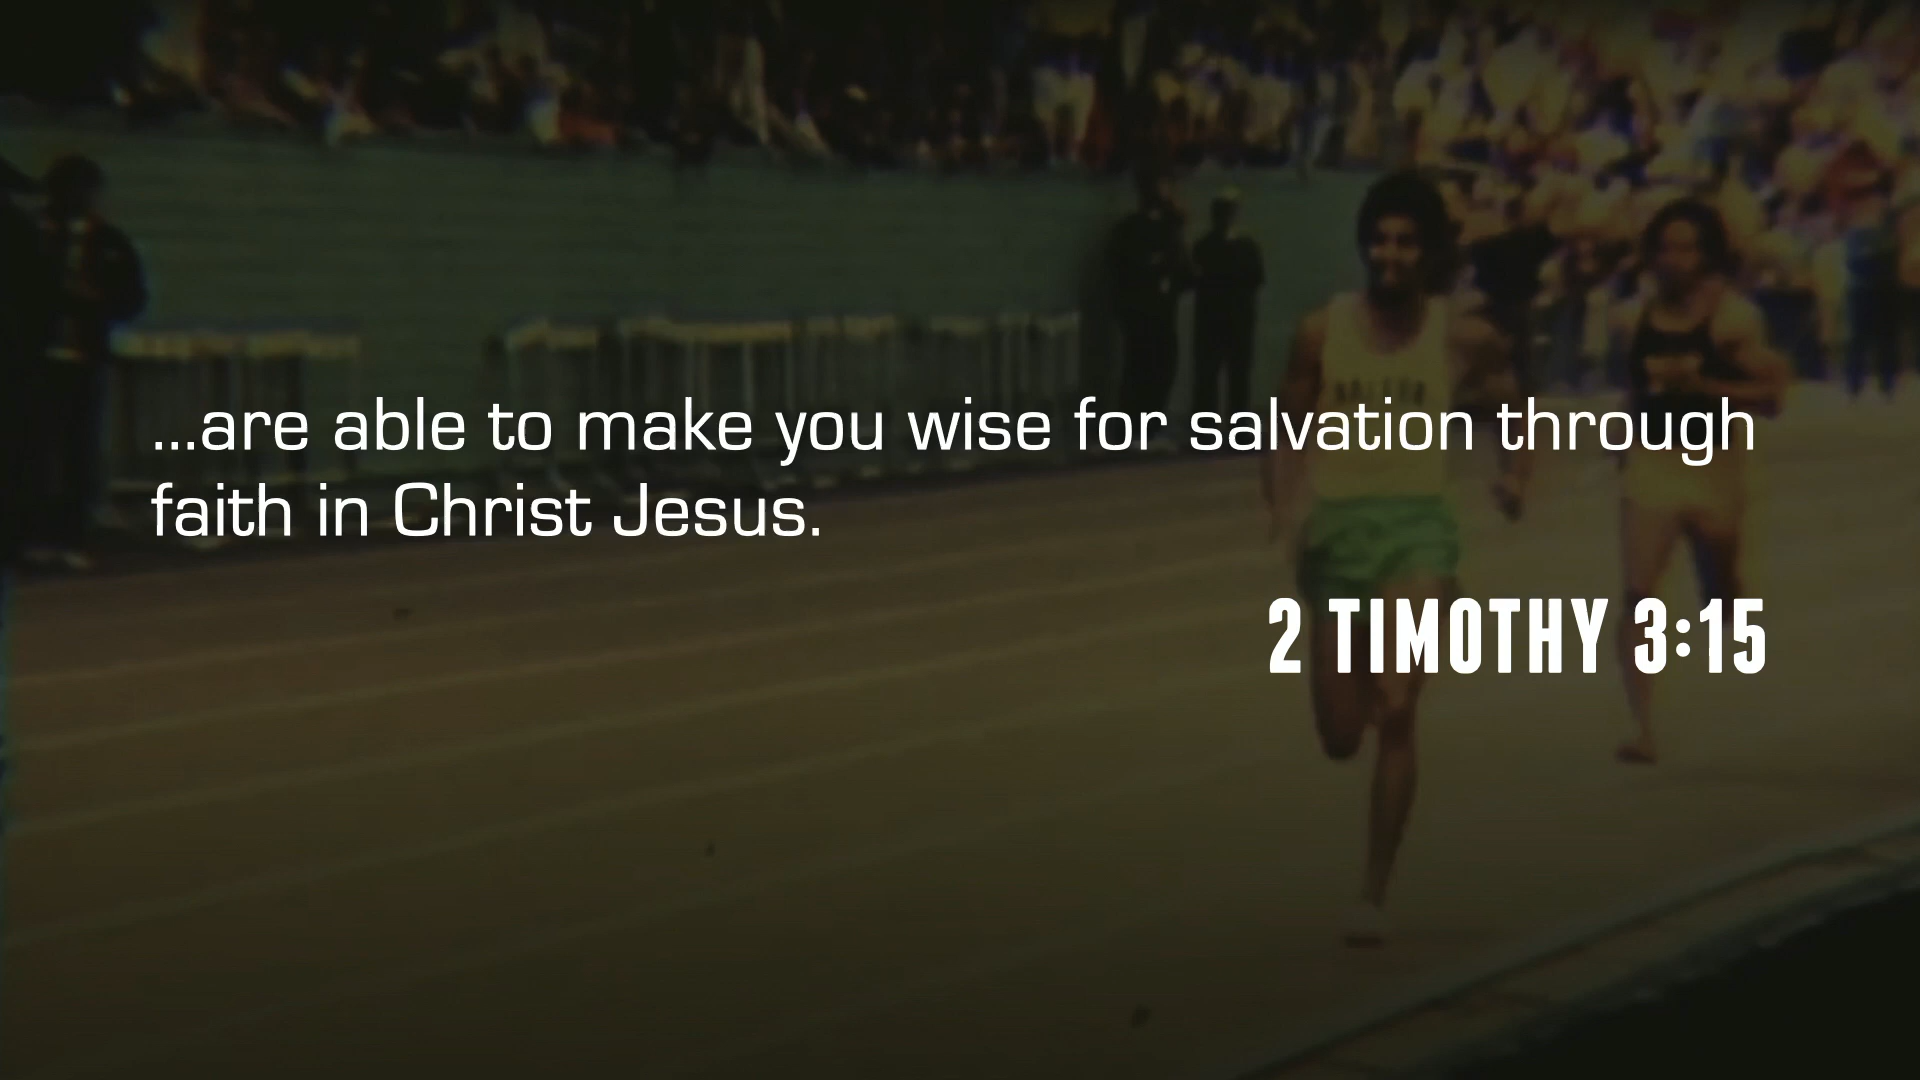 ...are able to make you wise for salvation through
faith in Christ Jesus.
2 TIMOTHY 3:15